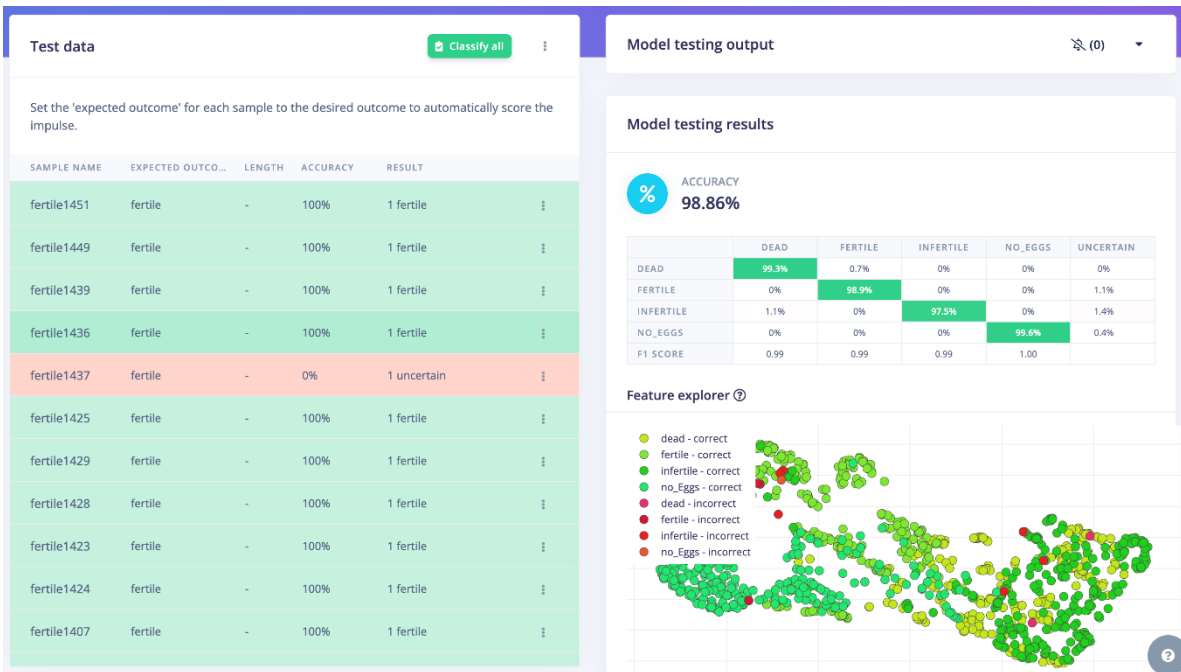 Test data
Classify all
Set the 'expected outcome' for each sample to the desired outcome to automatically score the
impulse.
SAMPLE NAME EXPECTED OUTCO... LENGTH ACCURACY RESULT
fertile1451 fertile - 100% 1 fertile
fertile1449 fertile - 100% 1 fertile
fertile1439 fertile - 100% 1 fertile
fertile1436 fertile - 100% 1 fertile
fertile1437 fertile - 0% 1 uncertain
fertile1425 fertile - 100% 1 fertile
fertile1429 fertile - 100% 1 fertile
fertile1428 fertile - 100% 1 fertile
fertile1423 fertile - 100% 1 fertile
fertile1424 fertile - 100% 1 fertile
fertile1407 fertile - 100% 1 fertile
Model testing output
(0)
Model testing results
%
ACCURACY
98.86%
DEAD FERTILE INFERTILE NO_EGGS UNCERTAIN
DEAD 99.3% 0.7% 0% 0% 0%
FERTILE 0% 98.9% 0% 0% 1.1%
INFERTILE 1.1% 0% 97.5% 0% 1.4%
NO_EGGS 0% 0% 0% 99.6% 0.4%
F1 SCORE 0.99 0.99 0.99 1.00
Feature explorer ?
dead - correct
fertile - correct
infertile - correct
no_Eggs - correct
dead - incorrect
fertile - incorrect
infertile - incorrect
no_Eggs - incorrect
?